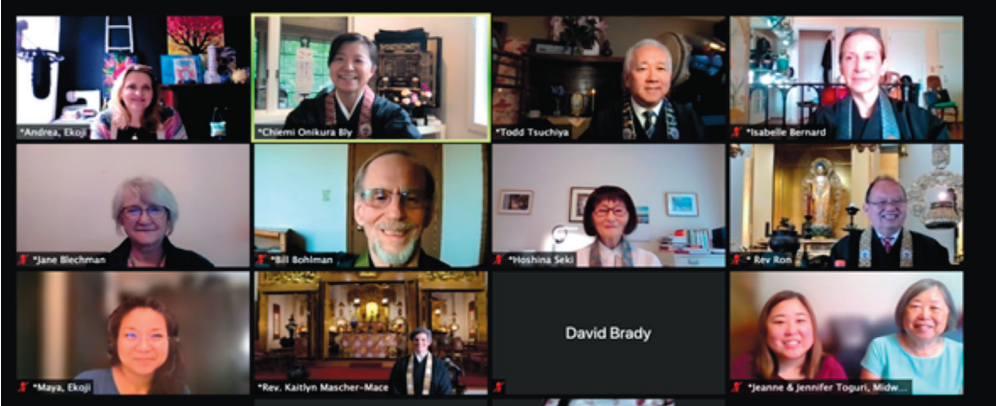 *Andrea, Ekoji
*Chiemi Onikura Bly
*Todd Tsuchiya
*Isabelle Bernard
*Jane Blechman
*Bill Bohlman
*Hoshina Seki
* Rev Ron
*Maya, Ekoji
*Rev. Kaitlyn Mascher-Mace
David Brady
*Jeanne & Jennifer Toguri, Midw...